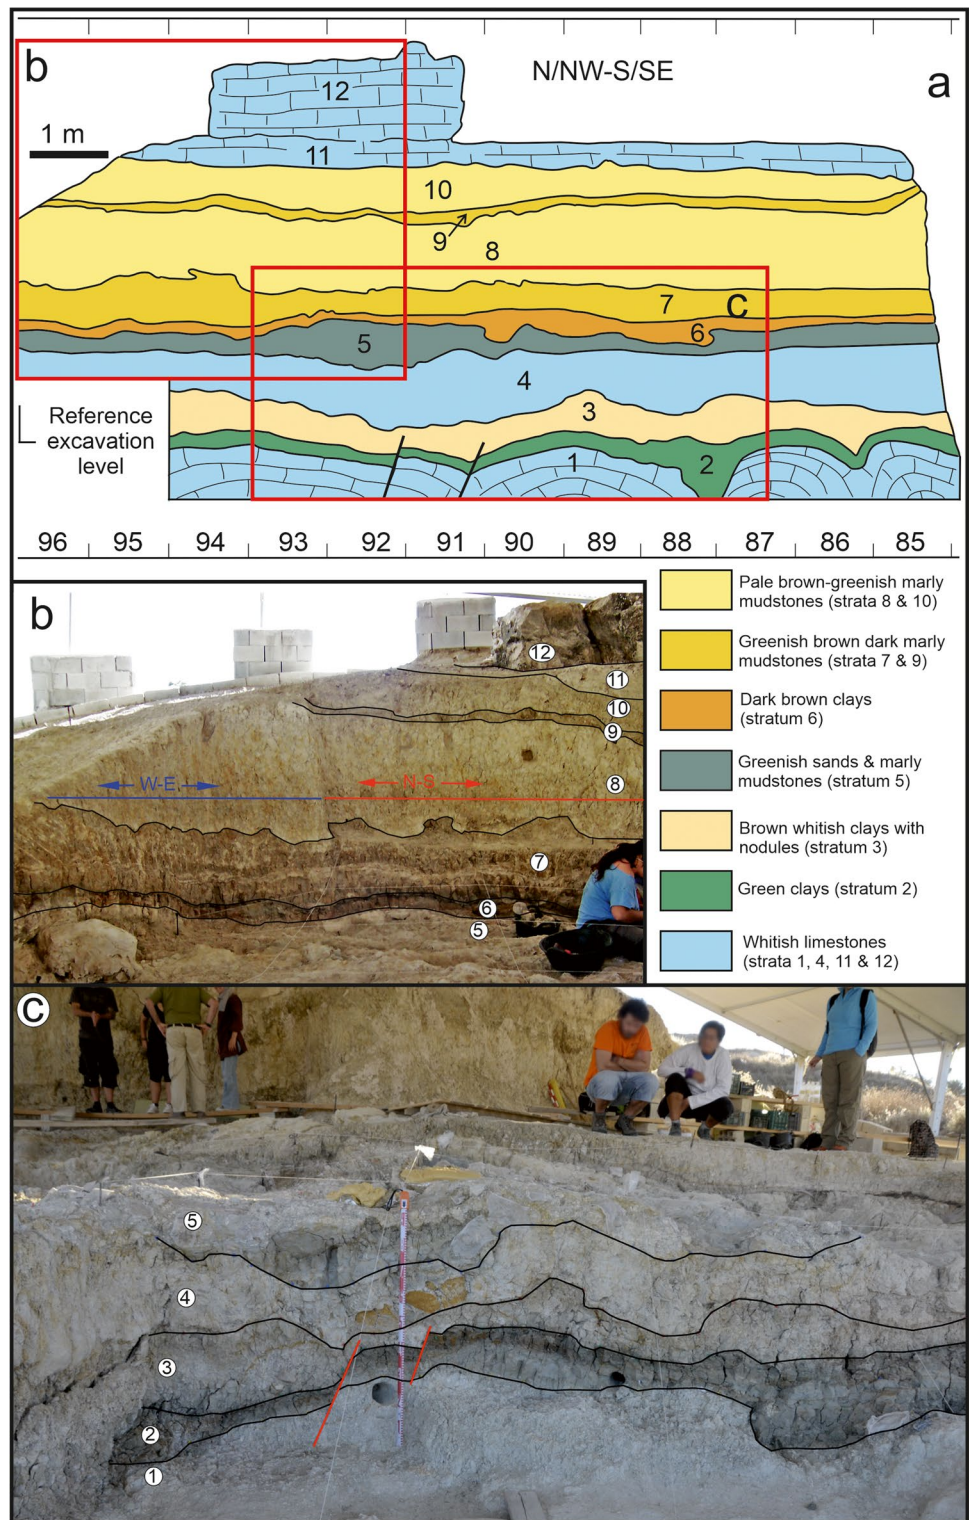 b
N/NW-S/SE
a
12
1 m
11
10
9
8
7
c
5
6
4
3
Reference
excavation
level
1
2
96 95 94 93 92 91 90 89 88 87 86 85
b
12
11
10
9
W-E
N-S
8
7
6
5
Pale brown-greenish marly
mudstones (strata 8 & 10)
Greenish brown dark marly
mudstones (strata 7 & 9)
Dark brown clays
(stratum 6)
Greenish sands & marly
mudstones (stratum 5)
Brown whitish clays with
nodules (stratum 3)
Green clays (stratum 2)
Whitish limestones
(strata 1, 4, 11 & 12)
c
5
4
3
2
1